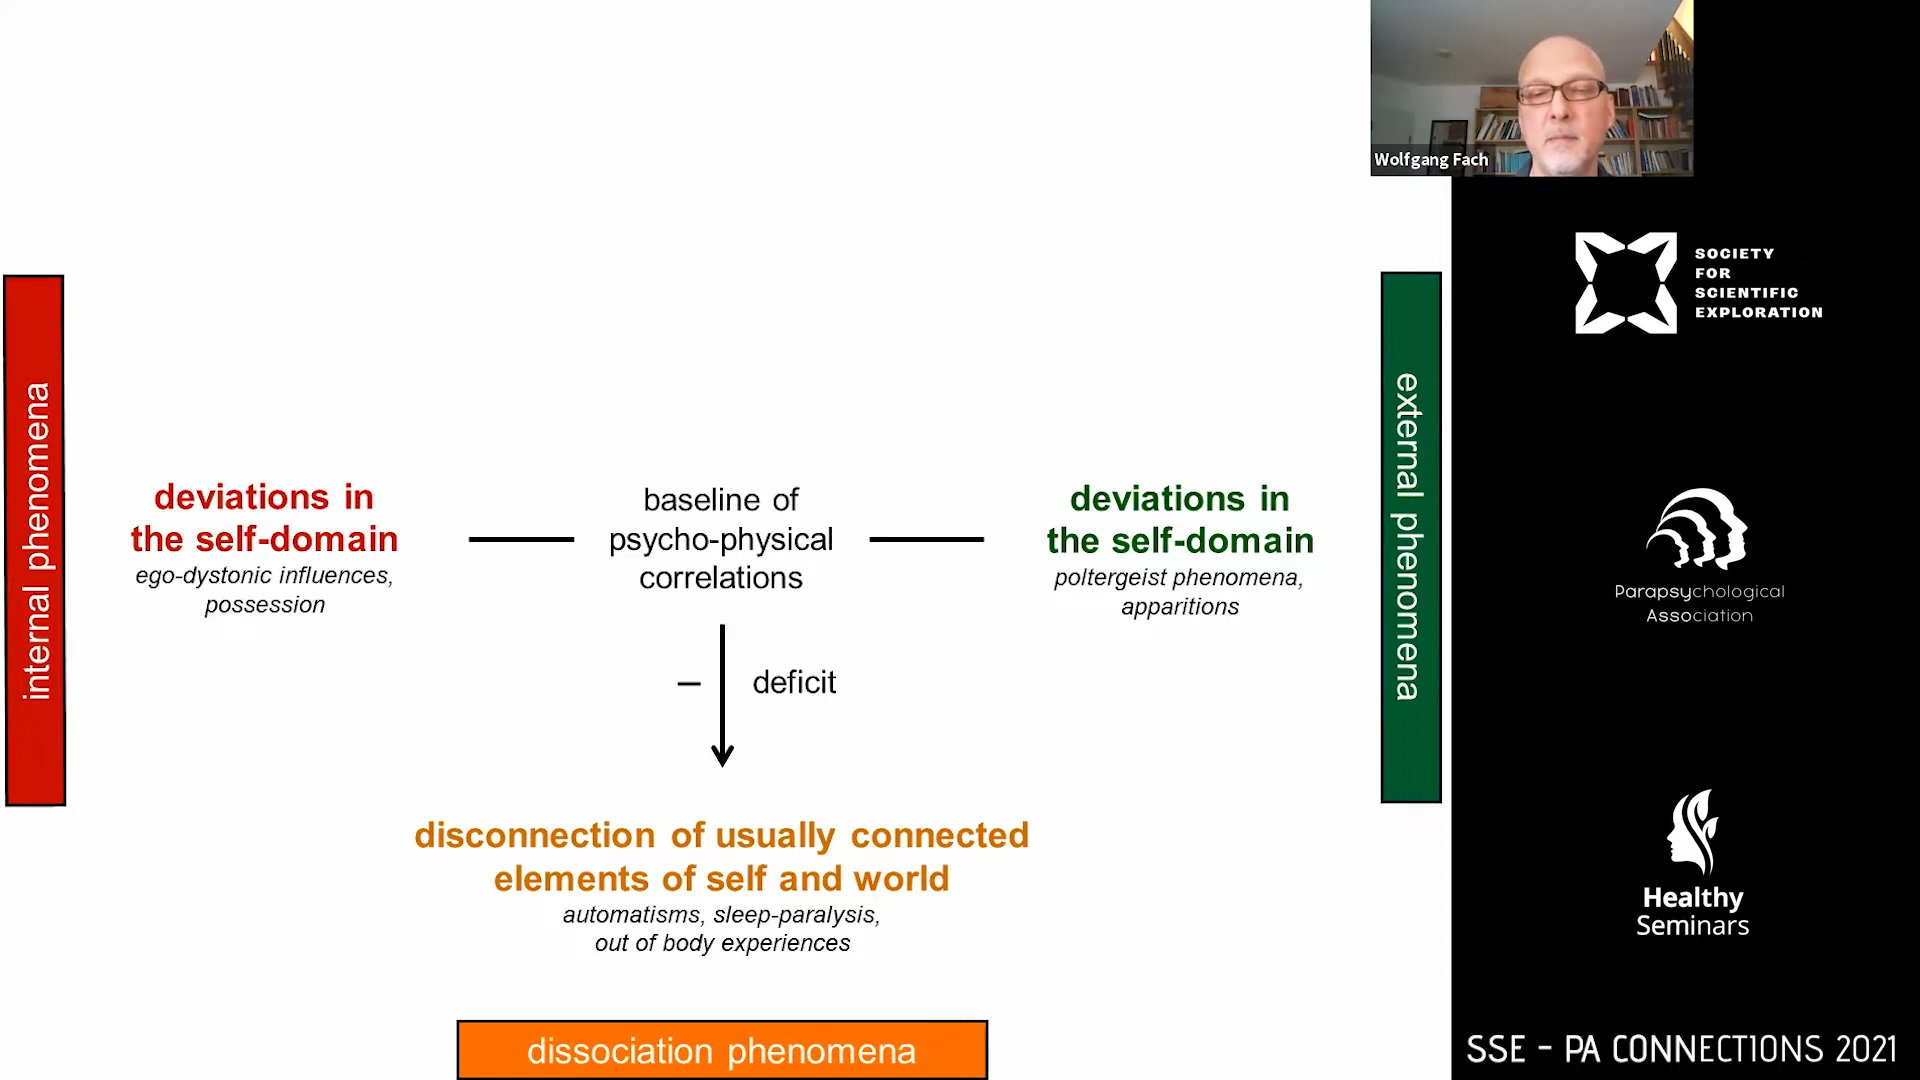 Wolfgang Fach
SOCIETY
FOR
SCIENTIFIC
EXPLORATION
internal phenomena
deviations in
the self-domain
ego-dystonic influences,
possession
baseline of
psycho-physical
correlations
deviations in
the self-domain
poltergeist phenomena,
apparitions
external phenomena
– deficit
disconnection of usually connected
elements of self and world
automatisms, sleep-paralysis,
out of body experiences
dissociation phenomena
Parapsychological
Association
Healthy
Seminars
SSE - PA CONNECTIONS 2021